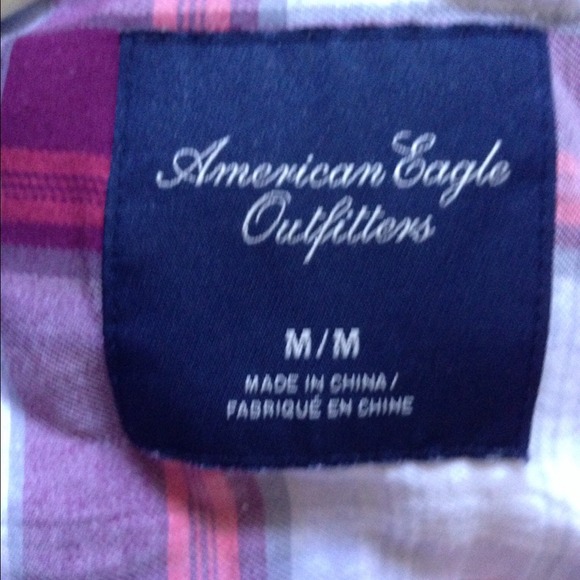 American Eagle
Outfitters
M/M
MADE IN CHINA/
FABRIQUÉ EN CHINE